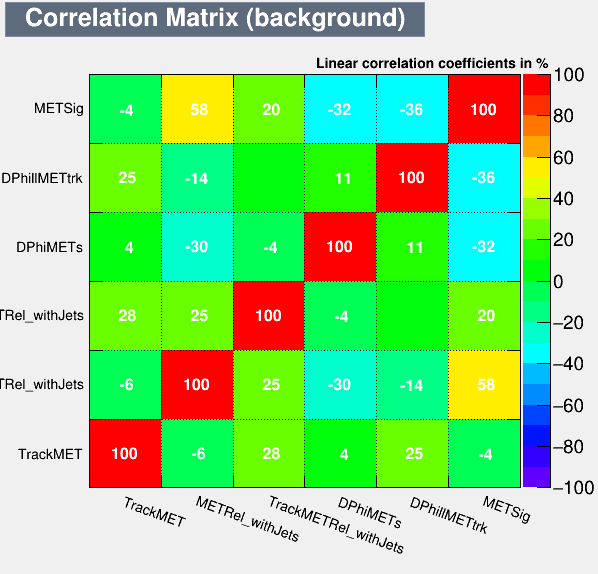 Correlation Matrix (background)
Linear correlation coefficients in %
METSig -4 58 20 -32 -36 100
DPhillMETtrk 25 -14 11 100 -36
DPhiMETs 4 -30 -4 100 11 -32
TRel_withJets 28 25 100 -4 20
TRel_withJets -6 100 25 -30 -14 58
TrackMET 100 -6 28 4 25 -4
TrackMET METRel_withJets TrackMETRel_withJets DPhiMETs DPhillMETtrk METSig
100
80
60
40
20
0
−20
−40
−60
−80
−100